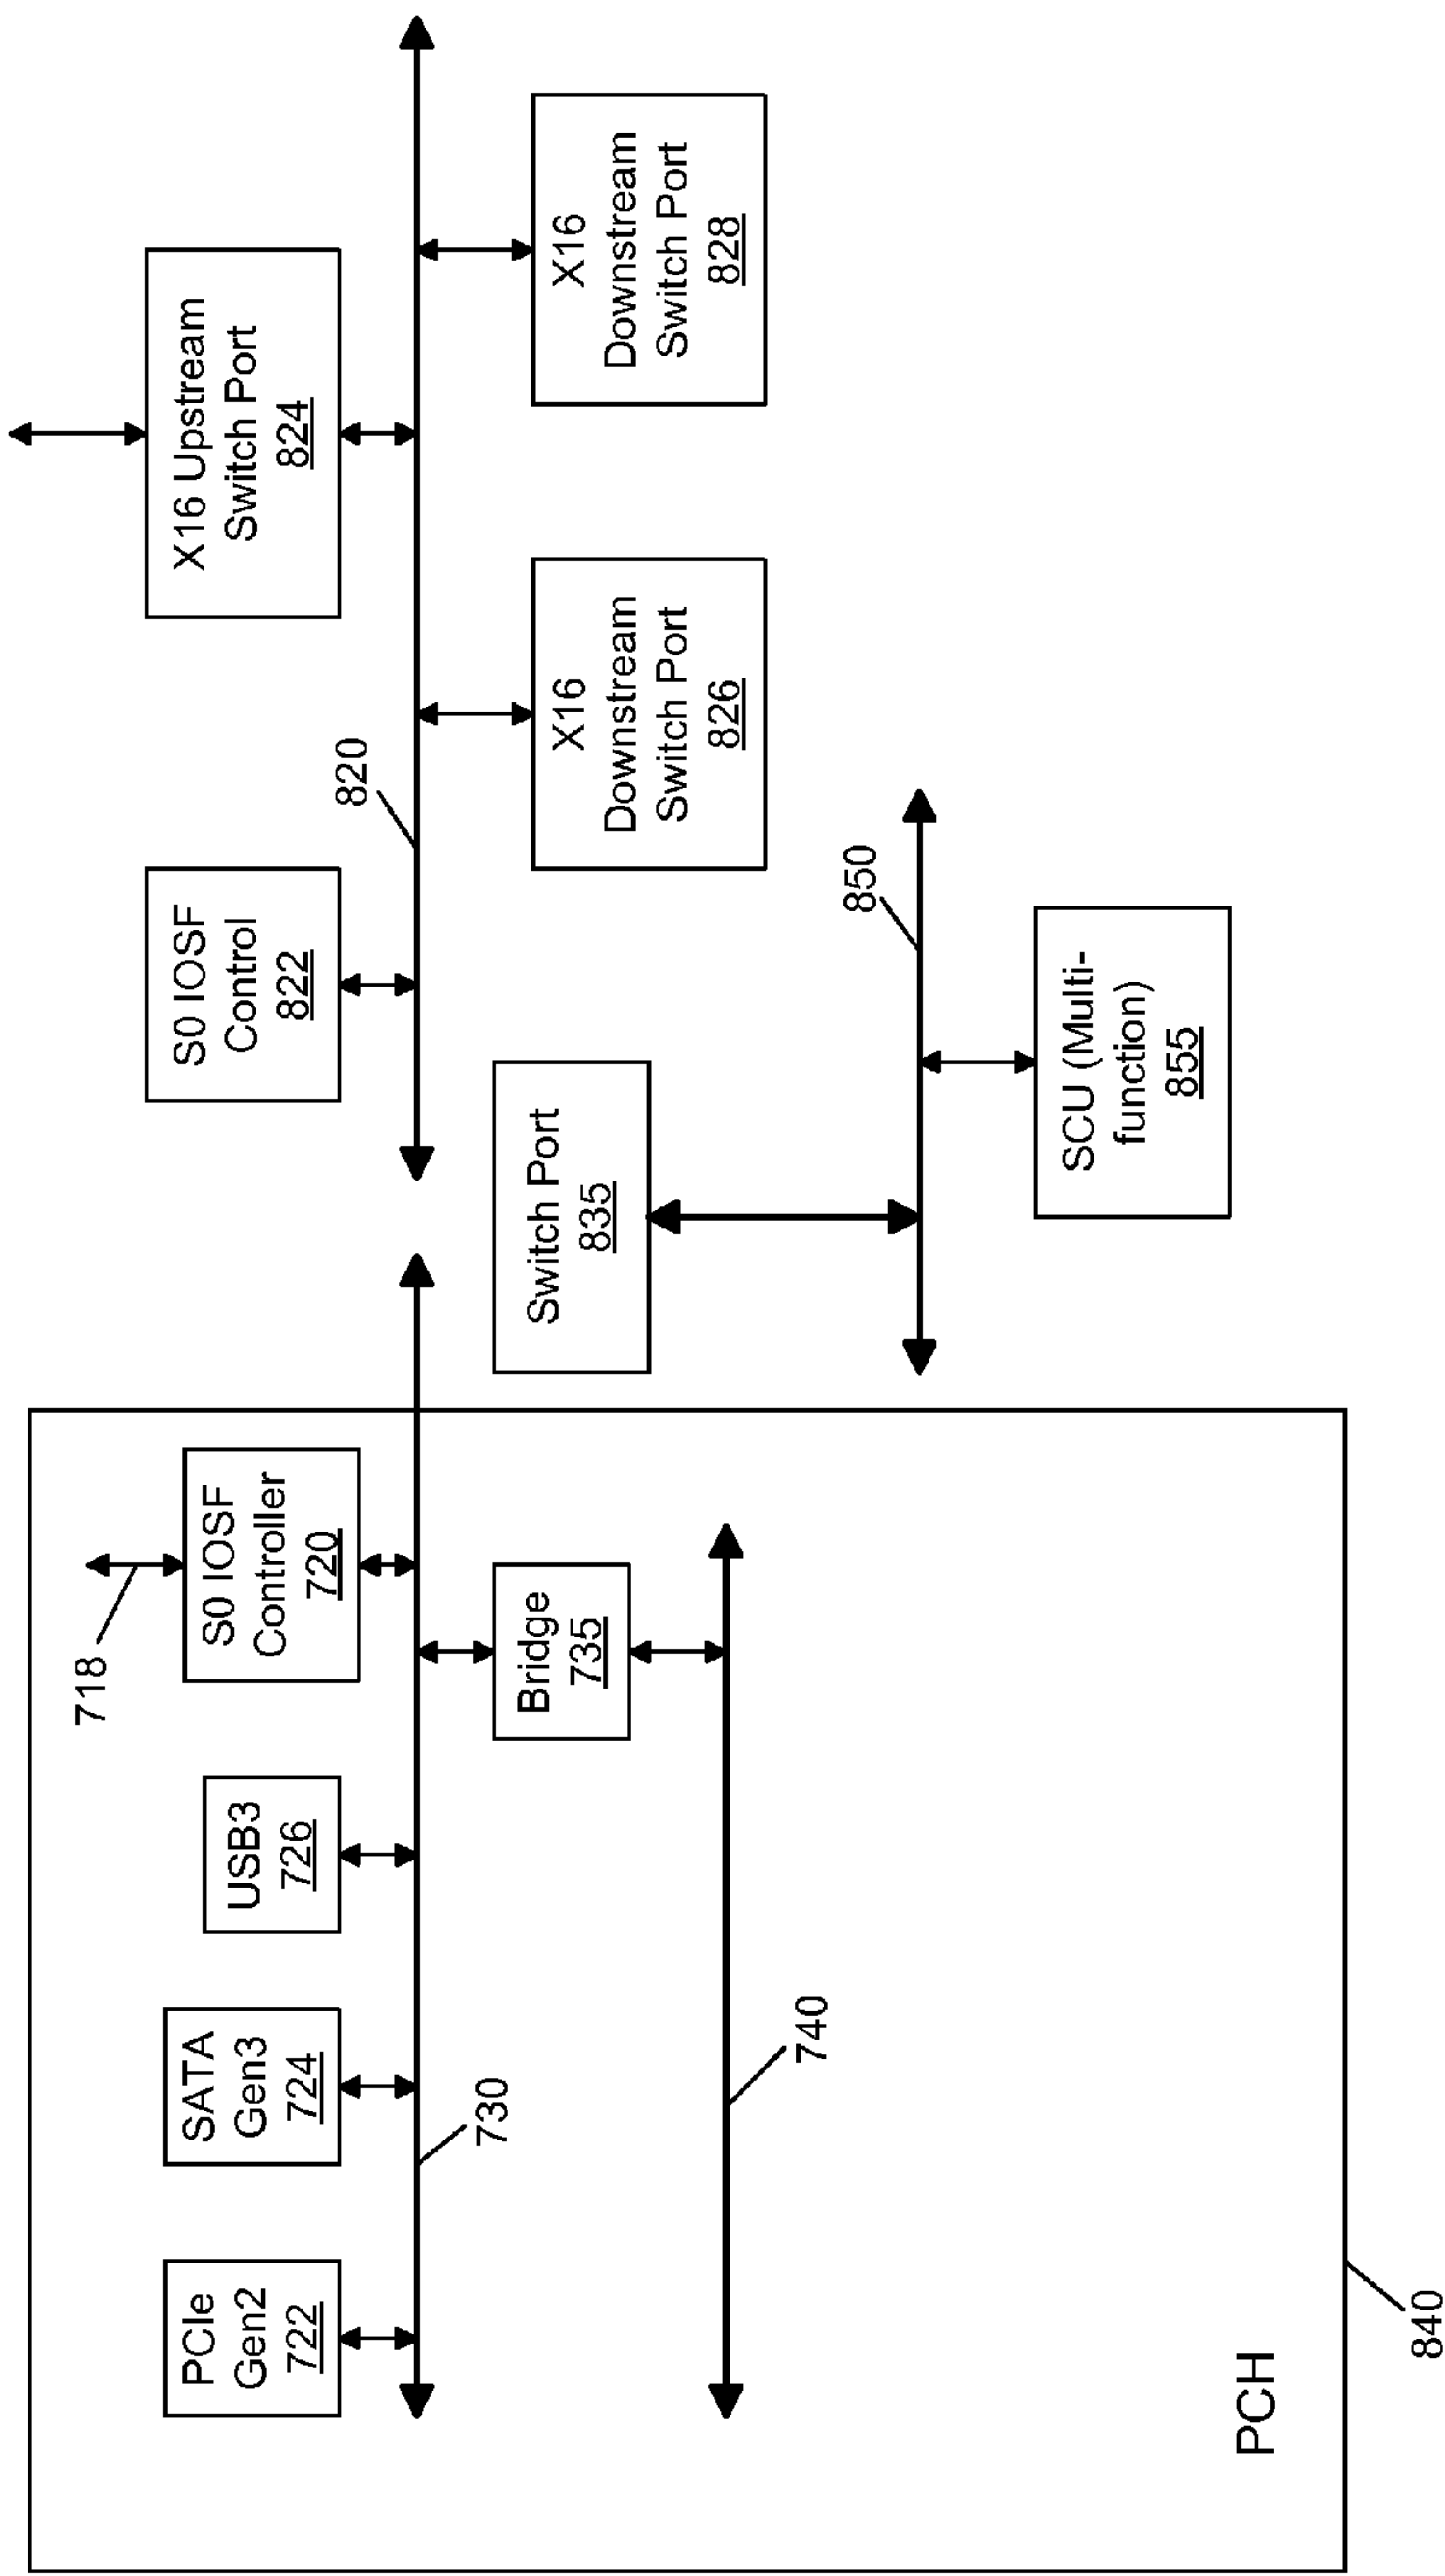 PCIe
Gen2
722
SATA
Gen3
724
USB3
726
718
S0 IOSF
Controller
720
730
Bridge
735
740
PCH
840
S0 IOSF
Control
822
820
X16 Upstream
Switch Port
824
X16
Downstream
Switch Port
826
X16
Downstream
Switch Port
828
Switch Port
835
850
SCU (Multi-
function)
855